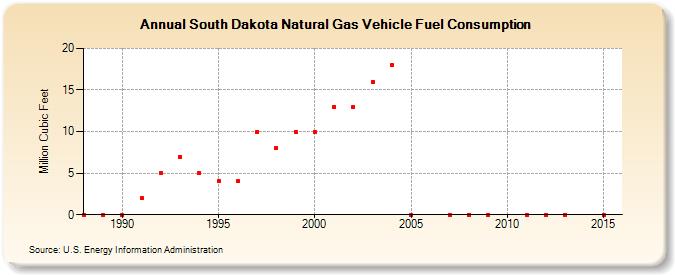 Annual South Dakota Natural Gas Vehicle Fuel Consumption
Million Cubic Feet
20
15
10
5
0
1990 1995 2000 2005 2010 2015
Source: U.S. Energy Information Administration